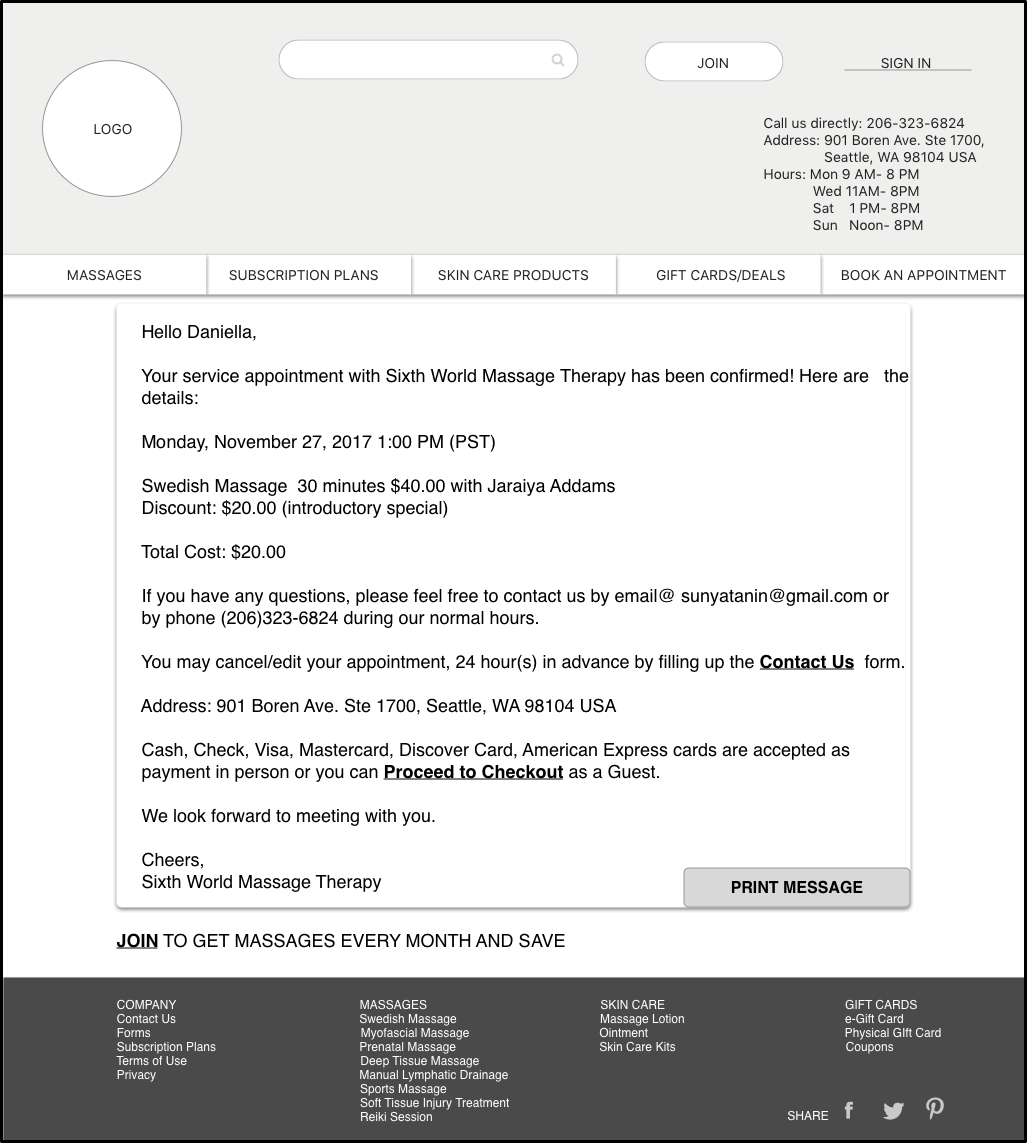 JOIN
SIGN IN
LOGO
Call us directly: 206-323-6824
Address: 901 Boren Ave. Ste 1700,
Seattle, WA 98104 USA
Hours: Mon 9 AM- 8 PM
Wed 11AM- 8PM
Sat 1 PM- 8PM
Sun Noon- 8PM
MASSAGES
SUBSCRIPTION PLANS
SKIN CARE PRODUCTS
GIFT CARDS/DEALS
BOOK AN APPOINTMENT
Hello Daniella,
Your service appointment with Sixth World Massage Therapy has been confirmed! Here are the
details:
Monday, November 27, 2017 1:00 PM (PST)
Swedish Massage 30 minutes $40.00 with Jaraiya Addams
Discount: $20.00 (introductory special)
Total Cost: $20.00
If you have any questions, please feel free to contact us by email@ sunyatanin@gmail.com or
by phone (206)323-6824 during our normal hours.
You may cancel/edit your appointment, 24 hour(s) in advance by filling up the Contact Us form.
Address: 901 Boren Ave. Ste 1700, Seattle, WA 98104 USA
Cash, Check, Visa, Mastercard, Discover Card, American Express cards are accepted as
payment in person or you can Proceed to Checkout as a Guest.
We look forward to meeting with you.
Cheers,
Sixth World Massage Therapy
PRINT MESSAGE
JOIN TO GET MASSAGES EVERY MONTH AND SAVE
COMPANY
Contact Us
Forms
Subscription Plans
Terms of Use
Privacy
MASSAGES
Swedish Massage
Myofascial Massage
Prenatal Massage
Deep Tissue Massage
Manual Lymphatic Drainage
Sports Massage
Soft Tissue Injury Treatment
Reiki Session
SKIN CARE
Massage Lotion
Ointment
Skin Care Kits
GIFT CARDS
e-Gift Card
Physical GIft Card
Coupons
SHARE